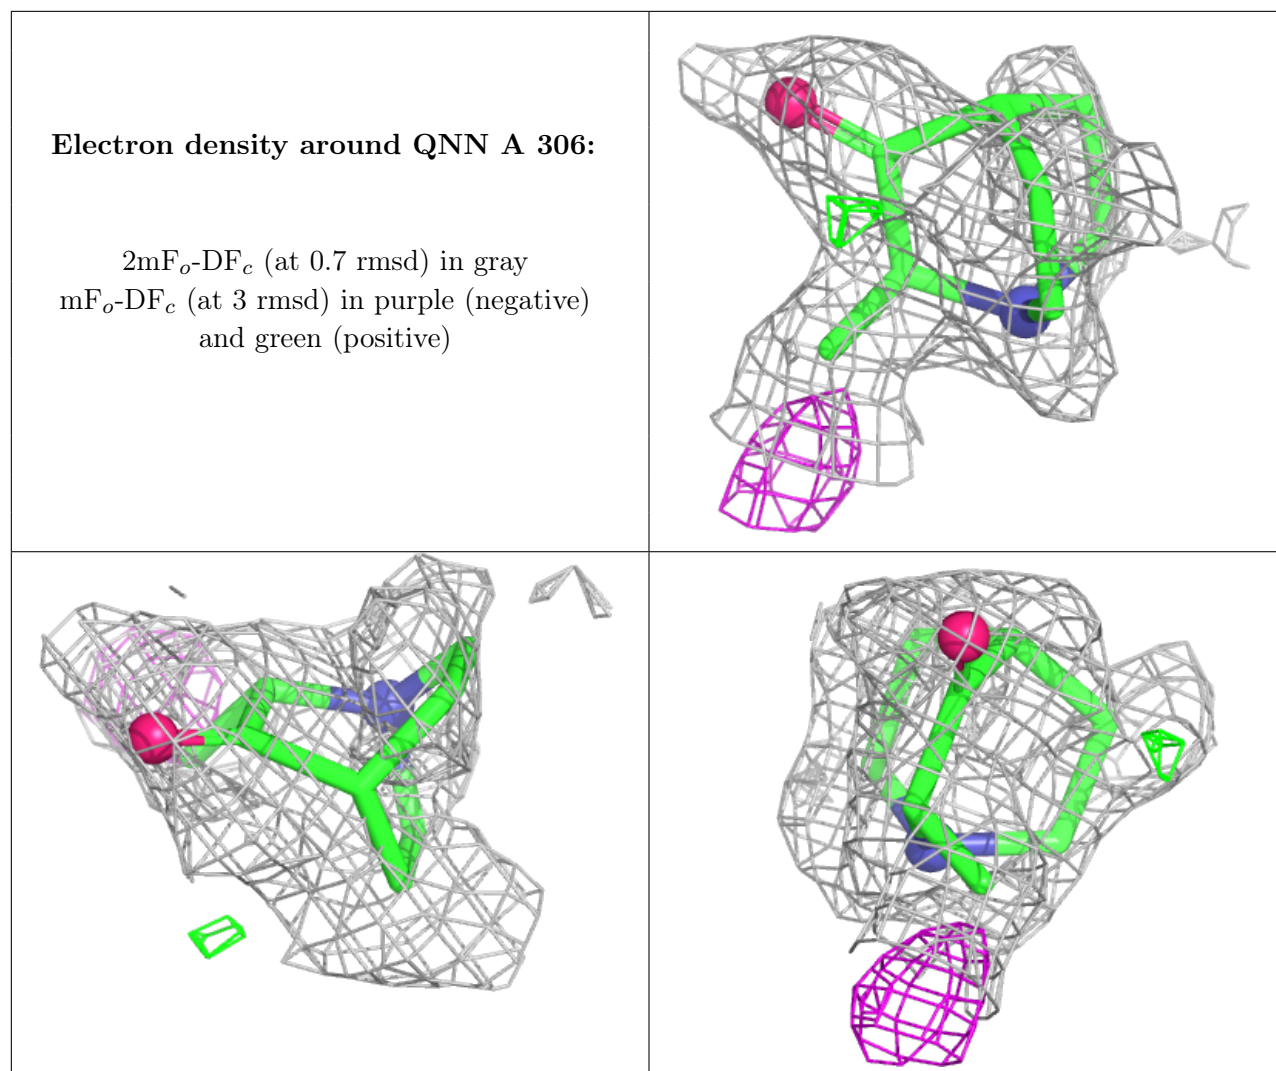 Electron density around QNN A 306:
2mFo-DFc (at 0.7 rmsd) in gray
mFo-DFc (at 3 rmsd) in purple (negative)
and green (positive)